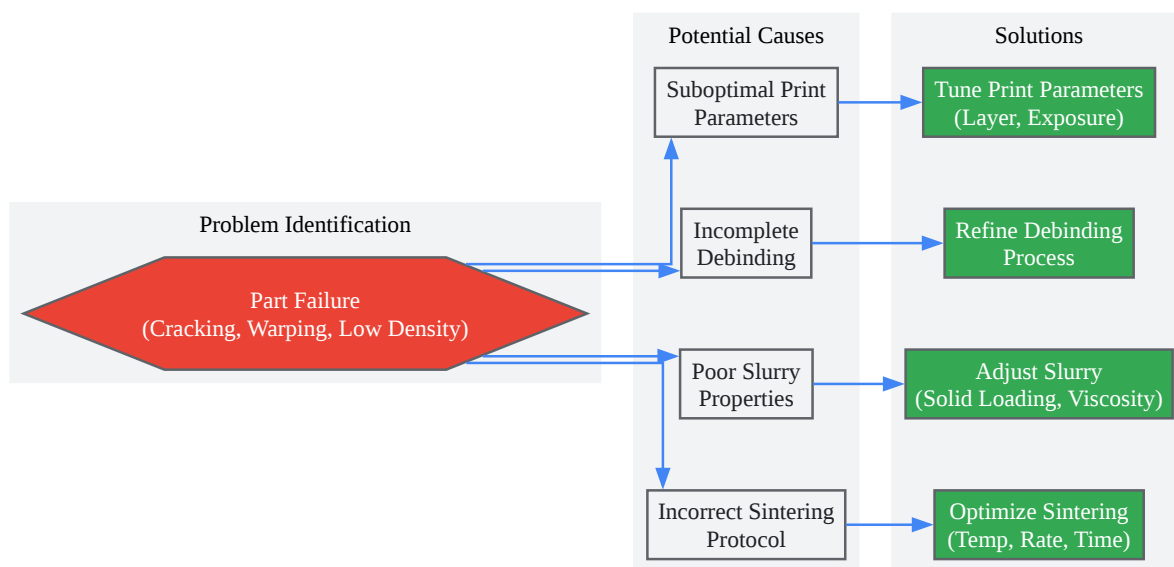 Problem Identification
Part Failure
(Cracking, Warping, Low Density)
Potential Causes
Suboptimal Print
Parameters
Incomplete
Debinding
Poor Slurry
Properties
Incorrect Sintering
Protocol
Solutions
Tune Print Parameters
(Layer, Exposure)
Refine Debinding
Process
Adjust Slurry
(Solid Loading, Viscosity)
Optimize Sintering
(Temp, Rate, Time)